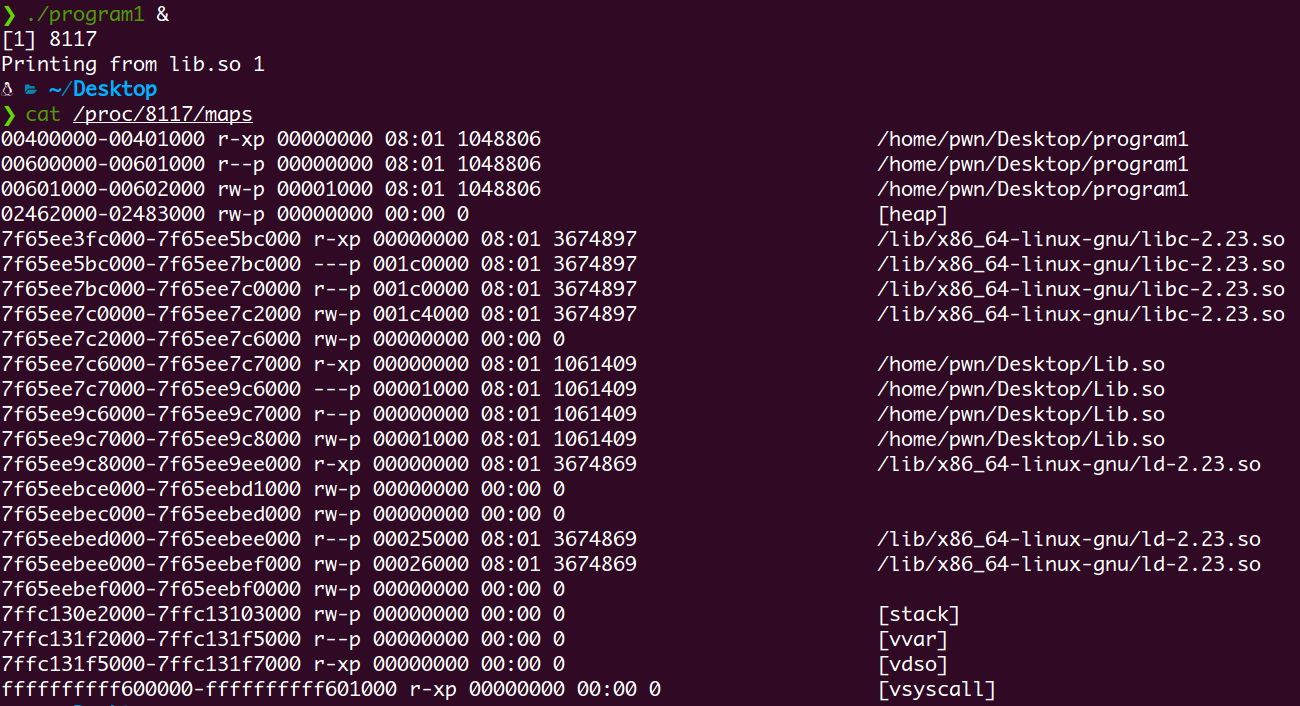 ❯ ./program1 &
[1] 8117
Printing from lib.so 1
~/Desktop
❯ cat /proc/8117/maps
00400000-00401000 r-xp 00000000 08:01 1048806 /home/pwn/Desktop/program1
00600000-00601000 r--p 00000000 08:01 1048806 /home/pwn/Desktop/program1
00601000-00602000 rw-p 00001000 08:01 1048806 /home/pwn/Desktop/program1
02462000-02483000 rw-p 00000000 00:00 0 [heap]
7f65ee3fc000-7f65ee5bc000 r-xp 00000000 08:01 3674897 /lib/x86_64-linux-gnu/libc-2.23.so
7f65ee5bc000-7f65ee7bc000 ---p 001c0000 08:01 3674897 /lib/x86_64-linux-gnu/libc-2.23.so
7f65ee7bc000-7f65ee7c0000 r--p 001c0000 08:01 3674897 /lib/x86_64-linux-gnu/libc-2.23.so
7f65ee7c0000-7f65ee7c2000 rw-p 001c4000 08:01 3674897 /lib/x86_64-linux-gnu/libc-2.23.so
7f65ee7c2000-7f65ee7c6000 rw-p 00000000 00:00 0
7f65ee7c6000-7f65ee7c7000 r-xp 00000000 08:01 1061409 /home/pwn/Desktop/Lib.so
7f65ee7c7000-7f65ee9c6000 ---p 00001000 08:01 1061409 /home/pwn/Desktop/Lib.so
7f65ee9c6000-7f65ee9c7000 r--p 00000000 08:01 1061409 /home/pwn/Desktop/Lib.so
7f65ee9c7000-7f65ee9c8000 rw-p 00001000 08:01 1061409 /home/pwn/Desktop/Lib.so
7f65ee9c8000-7f65ee9ee000 r-xp 00000000 08:01 3674869 /lib/x86_64-linux-gnu/ld-2.23.so
7f65eebce000-7f65eebd1000 rw-p 00000000 00:00 0
7f65eebec000-7f65eebed000 rw-p 00000000 00:00 0
7f65eebed000-7f65eebee000 r--p 00025000 08:01 3674869 /lib/x86_64-linux-gnu/ld-2.23.so
7f65eebee000-7f65eebef000 rw-p 00026000 08:01 3674869 /lib/x86_64-linux-gnu/ld-2.23.so
7f65eebef000-7f65eebf0000 rw-p 00000000 00:00 0
7ffc130e2000-7ffc13103000 rw-p 00000000 00:00 0 [stack]
7ffc131f2000-7ffc131f5000 r--p 00000000 00:00 0 [vvar]
7ffc131f5000-7ffc131f7000 r-xp 00000000 00:00 0 [vdso]
ffffffffff600000-ffffffffff601000 r-xp 00000000 00:00 0 [vsyscall]